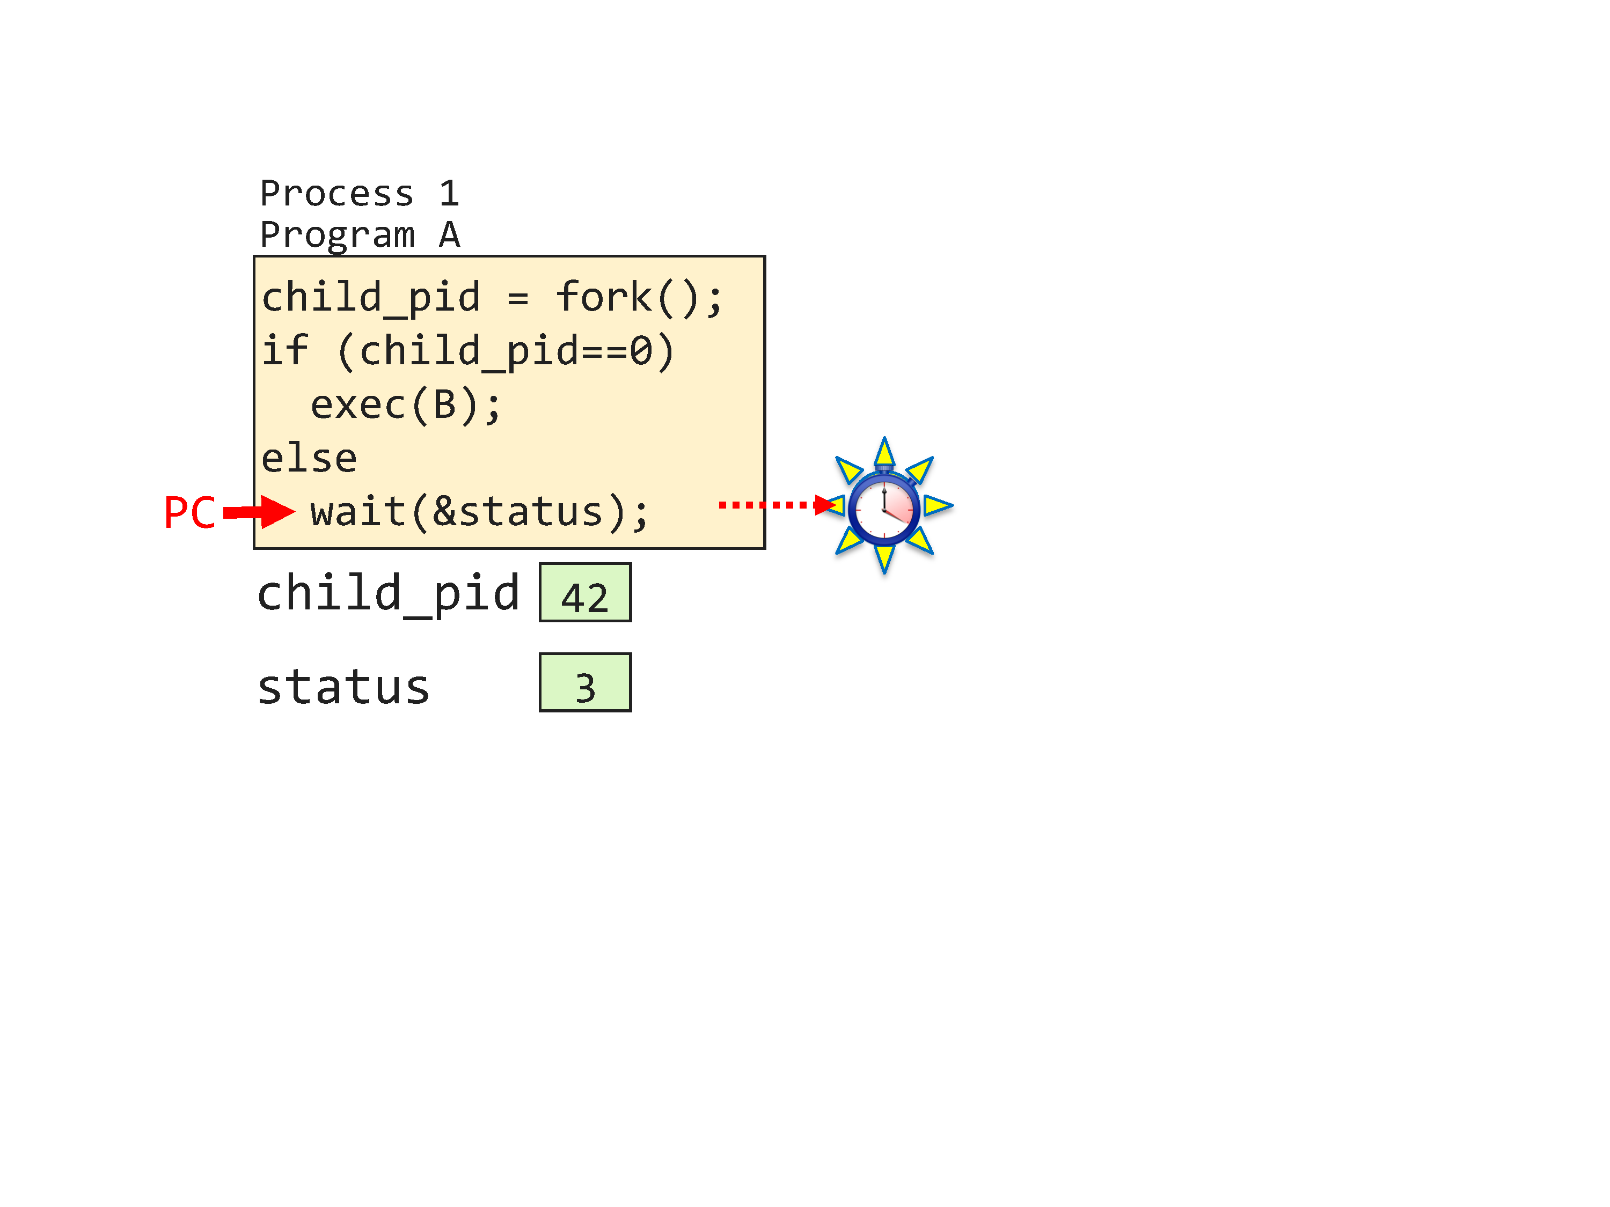 Process 1
Program A
child_pid = fork();
if (child_pid==0)
  exec(B);
else
PC wait(&status);
child_pid 42
status 3